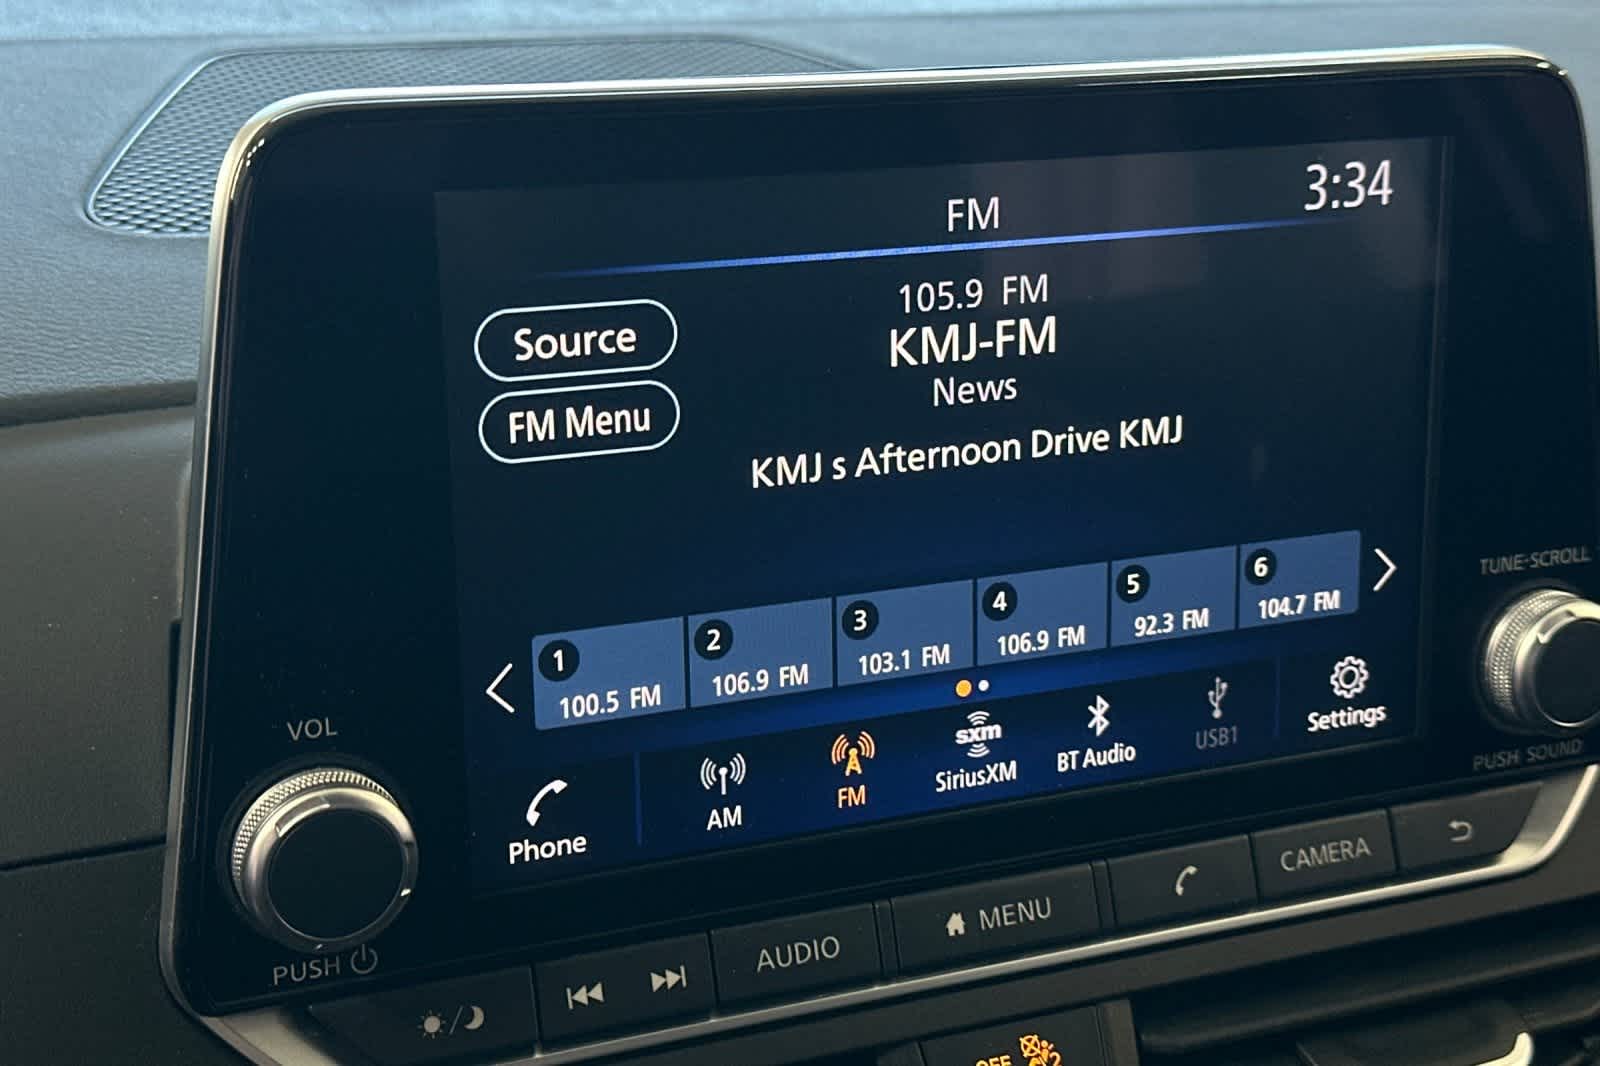 FM
3:34
105.9 FM
KMJ-FM
News
KMJ s Afternoon Drive KMJ
Source
FM Menu
1
100.5 FM
2
106.9 FM
3
103.1 FM
4
106.9 FM
5
92.3 FM
6
104.7 FM
Phone
AM
FM
sxm
SiriusXM
BT Audio
USB1
Settings
VOL
PUSH
TUNE-SCROLL
PUSH SOUND
AUDIO
MENU
CAMERA
OFF
2